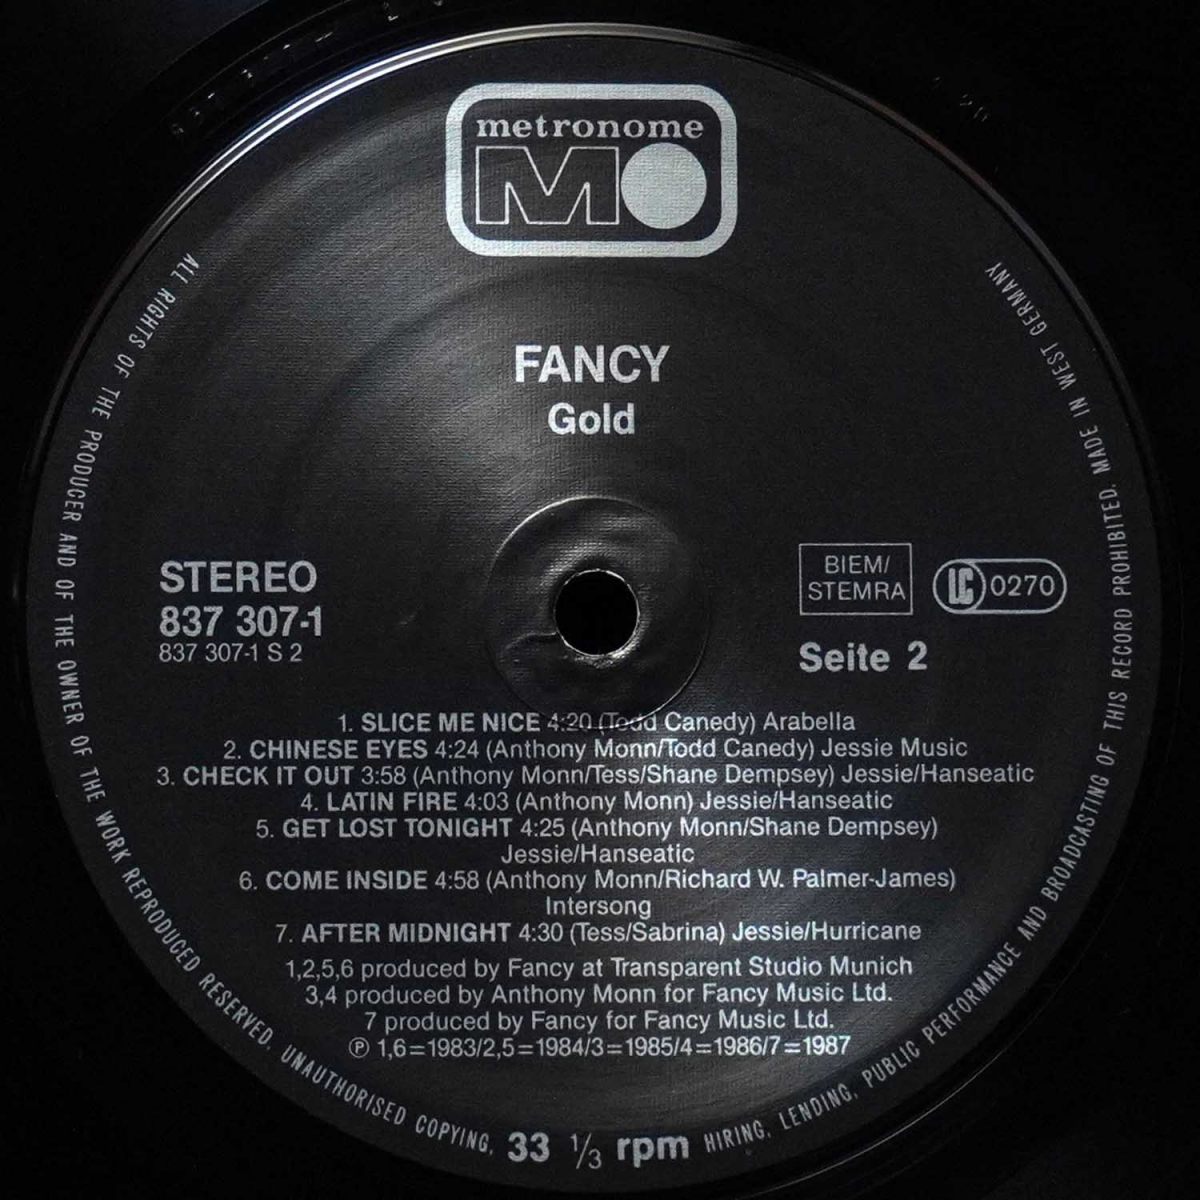 metronome
MO
FANCY
Gold
STEREO
837 307-1
837 307-1 S 2
BIEM/
STEMRA
LC 0270
Seite 2
1. SLICE ME NICE 4:20 (Todd Canedy) Arabella
2. CHINESE EYES 4:24 (Anthony Monn/Todd Canedy) Jessie Music
3. CHECK IT OUT 3:58 (Anthony Monn/Tess/Shane Dempsey) Jessie/Hanseatic
4. LATIN FIRE 4:03 (Anthony Monn) Jessie/Hanseatic
5. GET LOST TONIGHT 4:25 (Anthony Monn/Shane Dempsey)
Jessie/Hanseatic
6. COME INSIDE 4:58 (Anthony Monn/Richard W. Palmer-James)
Intersong
7. AFTER MIDNIGHT 4:30 (Tess/Sabrina) Jessie/Hurricane
1,2,5,6 produced by Fancy at Transparent Studio Munich
3,4 produced by Anthony Monn for Fancy Music Ltd.
7 produced by Fancy for Fancy Music Ltd.
℗ 1,6=1983/2,5=1984/3=1985/4=1986/7=1987
ALL RIGHTS OF THE PRODUCER AND OF THE OWNER OF THE WORK REPRODUCED RESERVED. UNAUTHORISED COPYING, HIRING, LENDING, PUBLIC PERFORMANCE AND BROADCASTING OF THIS RECORD PROHIBITED. MADE IN WEST GERMANY
33 1/3 rpm